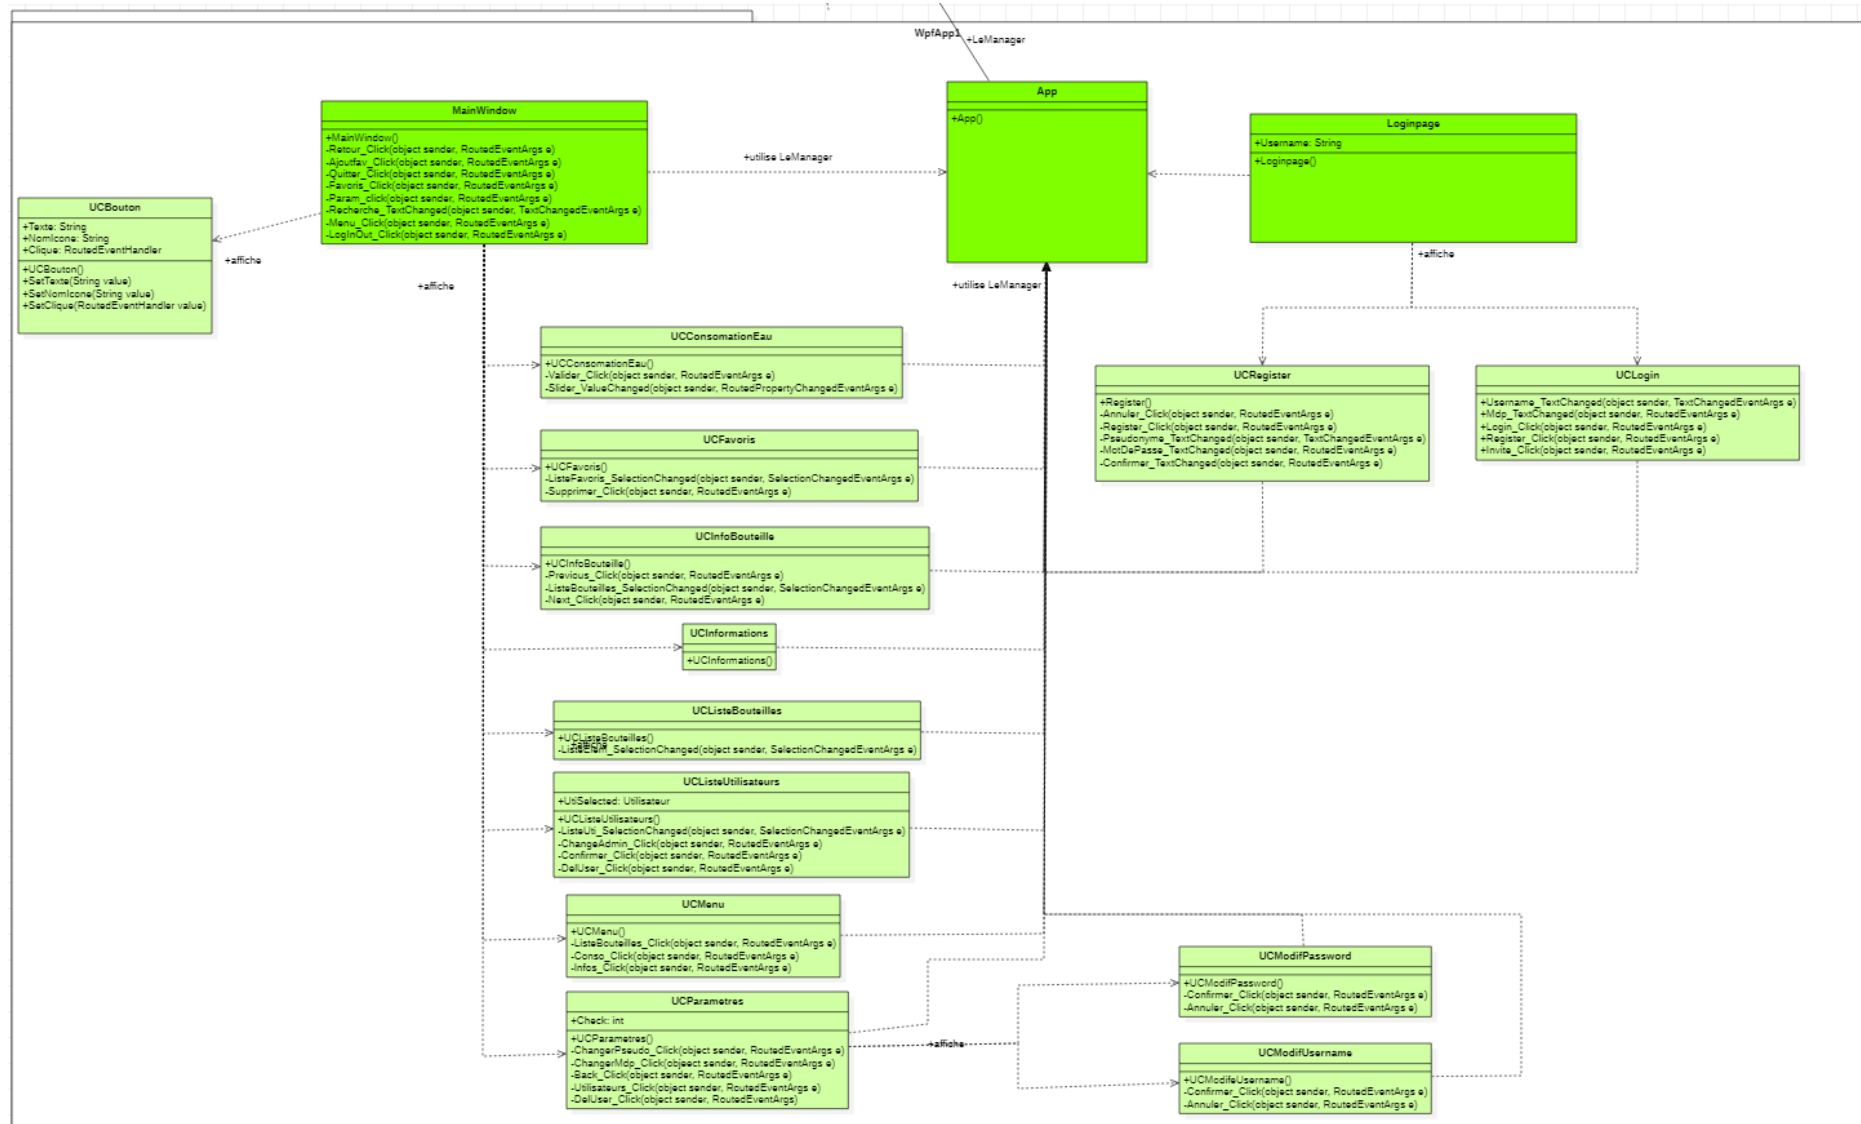 WpfApp1
+LeManager
MainWindow
+MainWindow()
-Retour_Click(object sender, RoutedEventArgs e)
-Ajoutfav_Click(object sender, RoutedEventArgs e)
-Quitter_Click(object sender, RoutedEventArgs e)
-Favoris_Click(object sender, RoutedEventArgs e)
-Param_click(object sender, RoutedEventArgs e)
-Recherche_TextChanged(object sender, TextChangedEventArgs e)
-Menu_Click(object sender, RoutedEventArgs e)
-LogInOut_Click(object sender, RoutedEventArgs e)
+utilise LeManager
App
+App()
Loginpage
+Username: String
+Loginpage()
UCBouton
+Texte: String
+NomIcone: String
+Clique: RoutedEventHandler
+UCBouton()
+SetTexte(String value)
+SetNomIcone(String value)
+SetClique(RoutedEventHandler value)
+affiche
+affiche
+utilise LeManager
+affiche
UCConsomationEau
+UCConsomationEau()
-Valider_Click(object sender, RoutedEventArgs e)
-Slider_ValueChanged(object sender, RoutedPropertyChangedEventArgs e)
UCRegister
+Register()
-Annuler_Click(object sender, RoutedEventArgs e)
-Register_Click(object sender, RoutedEventArgs e)
-Pseudonyme_TextChanged(object sender, TextChangedEventArgs e)
-MotDePasse_TextChanged(object sender, RoutedEventArgs e)
-Confirmer_TextChanged(object sender, RoutedEventArgs e)
UCLogin
+Username_TextChanged(object sender, TextChangedEventArgs e)
+Mdp_TextChanged(object sender, RoutedEventArgs e)
+Login_Click(object sender, RoutedEventArgs e)
+Register_Click(object sender, RoutedEventArgs e)
+Invite_Click(object sender, RoutedEventArgs e)
UCFavoris
+UCFavoris()
-ListeFavoris_SelectionChanged(object sender, SelectionChangedEventArgs e)
-Supprimer_Click(object sender, RoutedEventArgs e)
UCInfoBouteille
+UCInfoBouteille()
-Previous_Click(object sender, RoutedEventArgs e)
-ListeBouteilles_SelectionChanged(object sender, SelectionChangedEventArgs e)
-Next_Click(object sender, RoutedEventArgs e)
UCInformations
+UCInformations()
UCListeBouteilles
+UCListeBouteilles()
+affiche
-ListeElem_SelectionChanged(object sender, SelectionChangedEventArgs e)
UCListeUtilisateurs
+UtiSelected: Utilisateur
+UCListeUtilisateurs()
-ListeUti_SelectionChanged(object sender, SelectionChangedEventArgs e)
-ChangeAdmin_Click(object sender, RoutedEventArgs e)
-Confirmer_Click(object sender, RoutedEventArgs e)
-DelUser_Click(object sender, RoutedEventArgs e)
UCMenu
+UCMenu()
-ListeBouteilles_Click(object sender, RoutedEventArgs e)
-Conso_Click(object sender, RoutedEventArgs e)
-Infos_Click(object sender, RoutedEventArgs e)
UCParametres
+Check: int
+UCParametres()
-ChangerPseudo_Click(object sender, RoutedEventArgs e)
-ChangerMdp_Click(objeect sender, RoutedEventArgs e)
-Back_Click(object sender, RoutedEventArgs e)
-Utilisateurs_Click(object sender, RoutedEventArgs e)
-DelUser_Click(object sender, RoutedEventArgs)
+affiche
UCModifPassword
+UCModifPassword()
-Confirmer_Click(object sender, RoutedEventArgs e)
-Annuler_Click(object sender, RoutedEventArgs e)
UCModifUsername
+UCModifeUsername()
-Confirmer_Click(object sender, RoutedEventArgs e)
-Annuler_Click(object sender, RoutedEventArgs e)